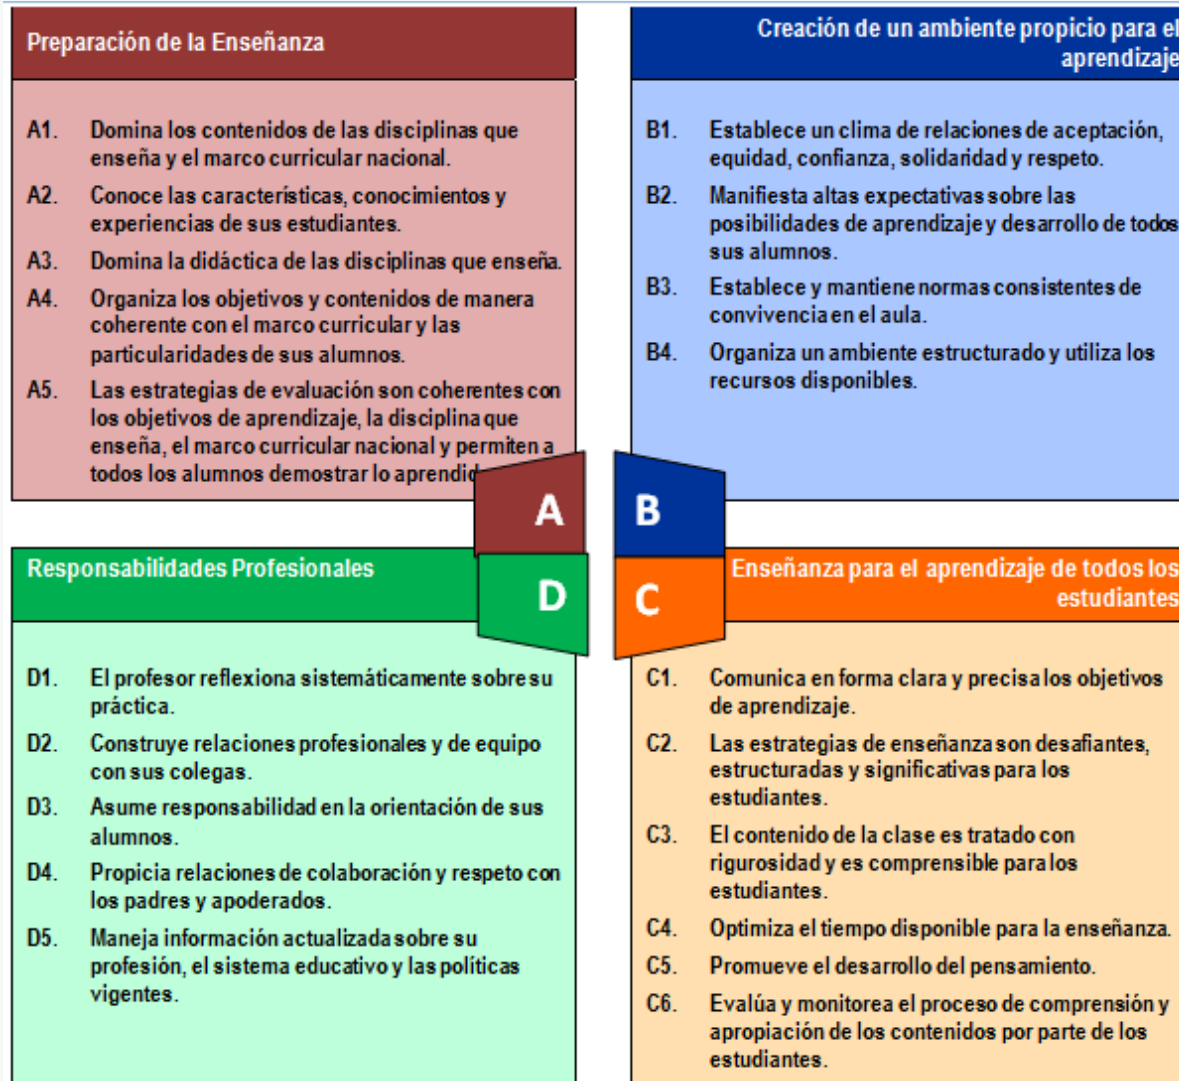 Preparación de la Enseñanza
A1. Domina los contenidos de las disciplinas que
enseña y el marco curricular nacional.
A2. Conoce las características, conocimientos y
experiencias de sus estudiantes.
A3. Domina la didáctica de las disciplinas que enseña.
A4. Organiza los objetivos y contenidos de manera
coherente con el marco curricular y las
particularidades de sus alumnos.
A5. Las estrategias de evaluación son coherentes con
los objetivos de aprendizaje, la disciplina que
enseña, el marco curricular nacional y permiten a
todos los alumnos demostrar lo
A
Creación de un ambiente propicio para el
aprendizaje
B1. Establece un clima de relaciones de aceptación,
equidad, confianza, solidaridad y respeto.
B2. Manifiesta altas expectativas sobre las
posibilidades de aprendizaje y desarrollo de todos
sus alumnos.
B3. Establece y mantiene normas consistentes de
convivencia en el aula.
B4. Organiza un ambiente estructurado y utiliza los
recursos disponibles.
B
Responsabilidades Profesionales
D
D1. El profesor reflexiona sistemáticamente sobre su
práctica.
D2. Construye relaciones profesionales y de equipo
con sus colegas.
D3. Asume responsabilidad en la orientación de sus
alumnos.
D4. Propicia relaciones de colaboración y respeto con
los padres y apoderados.
D5. Maneja información actualizada sobre su
profesión, el sistema educativo y las políticas
vigentes.
Enseñanza para el aprendizaje de todos los
estudiantes
C
C1. Comunica en forma clara y precisa los objetivos
de aprendizaje.
C2. Las estrategias de enseñanza son desafiantes,
estructuradas y significativas para los
estudiantes.
C3. El contenido de la clase es tratado con
rigurosidad y es comprensible para los
estudiantes.
C4. Optimiza el tiempo disponible para la enseñanza.
C5. Promueve el desarrollo del pensamiento.
C6. Evalúa y monitorea el proceso de comprensión y
apropiación de los contenidos por parte de los
estudiantes.